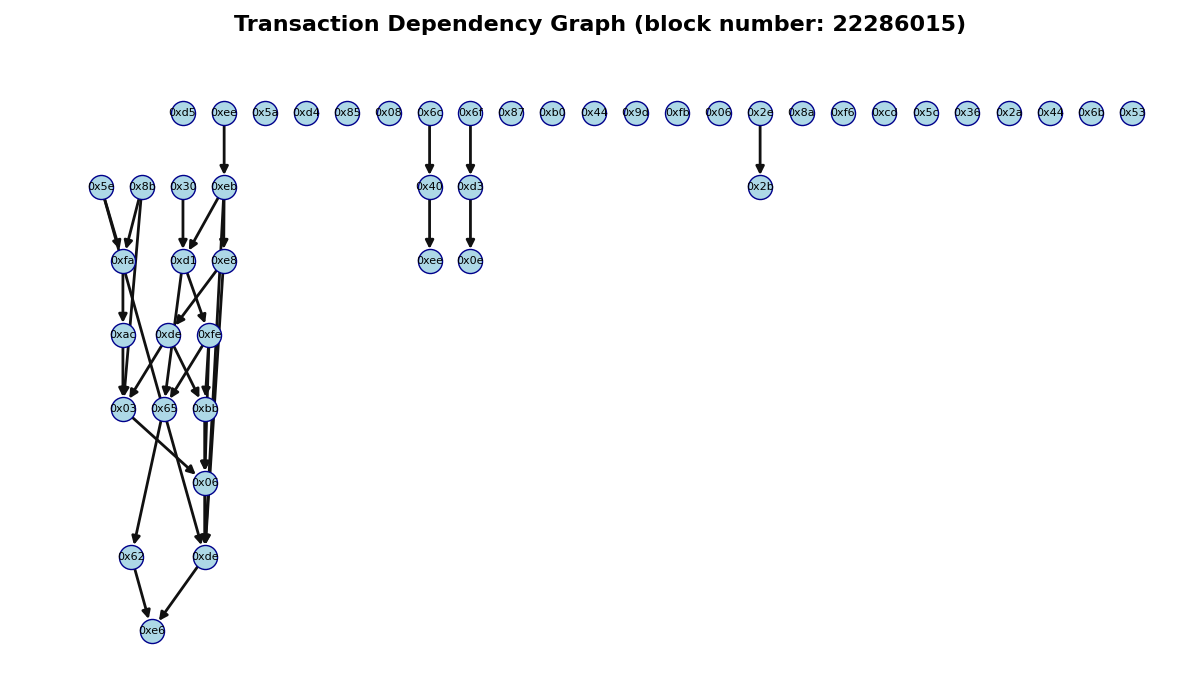 Transaction Dependency Graph (block number: 22286015)
0xd5 0xee 0x5a 0xd4 0x85 0x08 0x6c 0x6f 0x87 0xb0 0x44 0x9d 0xfb 0x06 0x2e 0x8a 0xf6 0xcd 0x5c 0x36 0x2a 0x44 0x6b 0x53
0x5e 0x8b 0x30 0xeb 0x40 0xd3 0x2b
0xfa 0xd1 0xe8 0xee 0x0e
0xac 0xde 0xfe
0x03 0x65 0xbb
0x06
0x62 0xde
0xe6